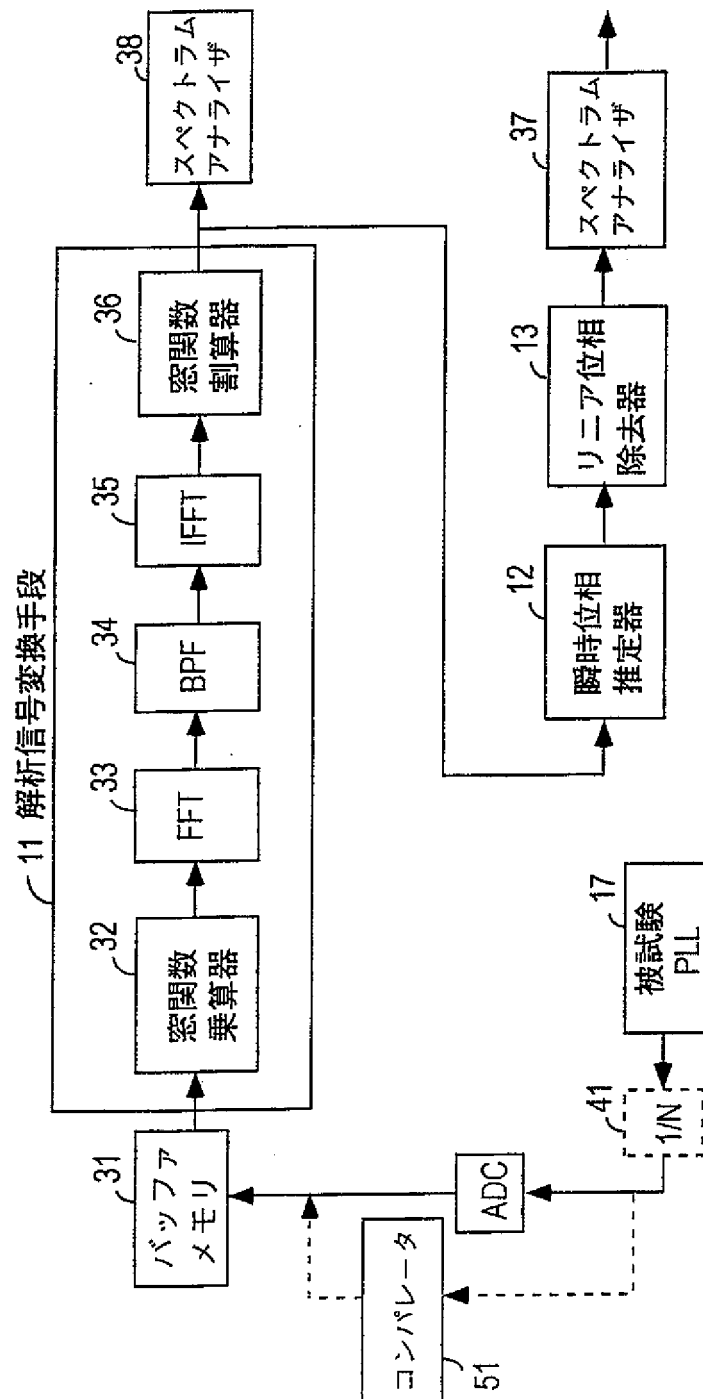 11 解析信号変換手段
31
バッファ
メモリ
32
窓関数
乗算器
33
FFT
34
BPF
35
IFFT
36
窓関数
割算器
38
スペクトラム
アナライザ
コンパレータ
51
ADC
41
1/N
17
被試験
PLL
12
瞬時位相
推定器
13
リニア位相
除去器
37
スペクトラム
アナライザ